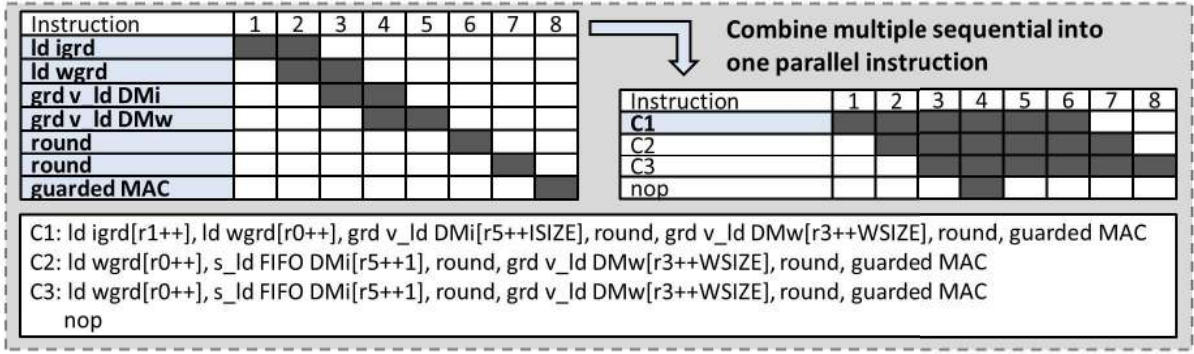 Instruction 1 2 3 4 5 6 7 8
ld igrd
ld wgrd
grd v_ld DMi
grd v_ld DMw
round
round
guarded MAC
Combine multiple sequential into
one parallel instruction
Instruction 1 2 3 4 5 6 7 8
C1
C2
C3
nop
C1: ld igrd[r1++], ld wgrd[r0++], grd v_ld DMi[r5++ISIZE], round, grd v_ld DMw[r3++WSIZE], round, guarded MAC
C2: ld wgrd[r0++], s_ld FIFO DMi[r5++1], round, grd v_ld DMw[r3++WSIZE], round, guarded MAC
C3: ld wgrd[r0++], s_ld FIFO DMi[r5++1], round, grd v_ld DMw[r3++WSIZE], round, guarded MAC
nop